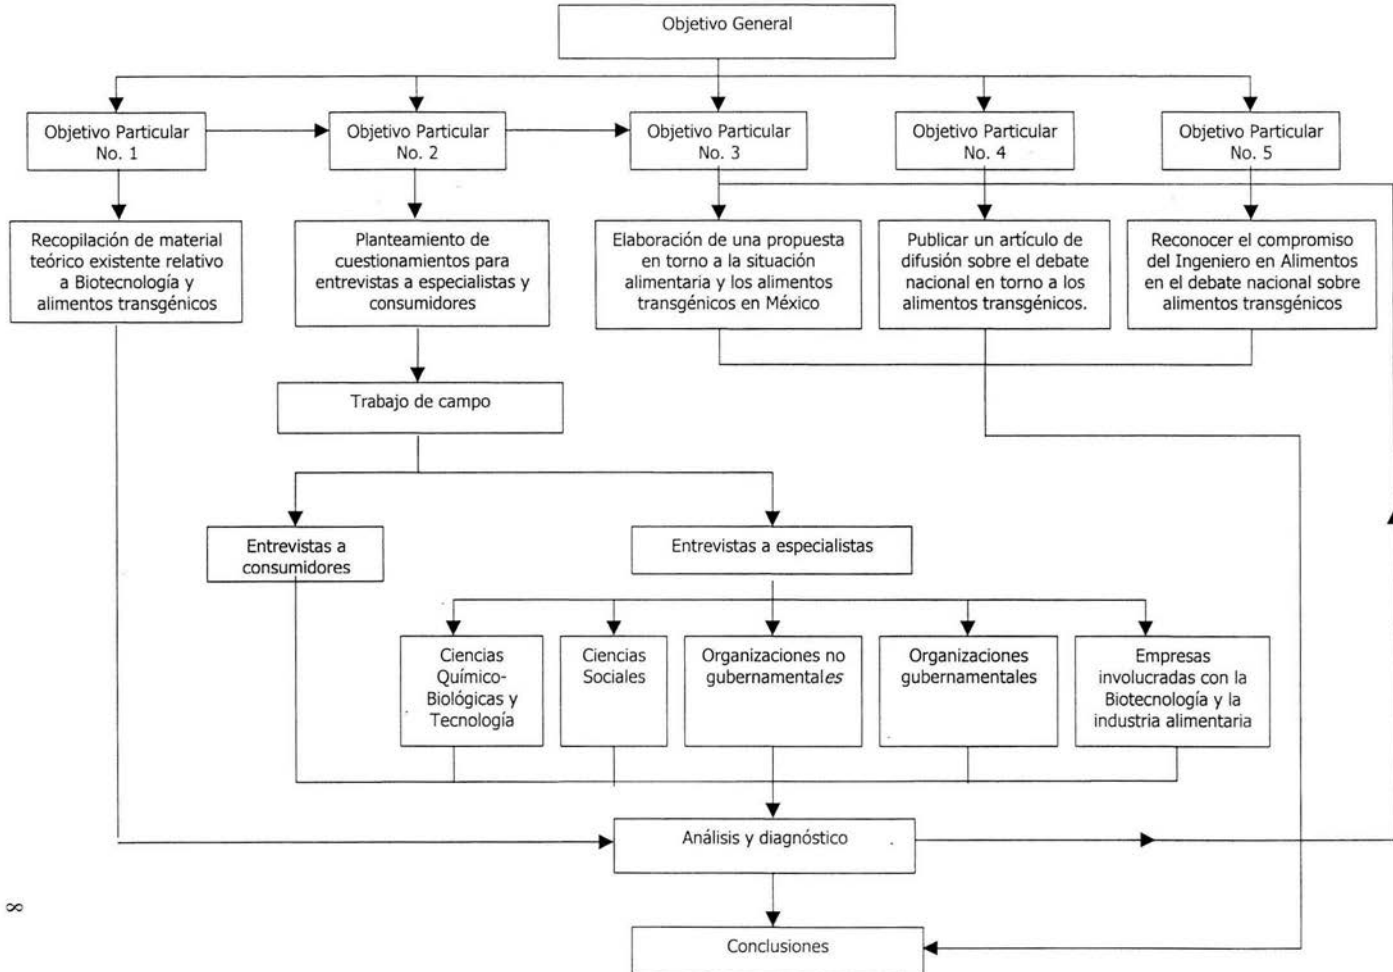 Objetivo General
Objetivo Particular
No. 1
Objetivo Particular
No. 2
Objetivo Particular
No. 3
Objetivo Particular
No. 4
Objetivo Particular
No. 5
Recopilación de material
teórico existente relativo
a Biotecnología y
alimentos transgénicos
Planteamiento de
cuestionamientos para
entrevistas a especialistas y
consumidores
Elaboración de una propuesta
en torno a la situación
alimentaria y los alimentos
transgénicos en México
Publicar un artículo de
difusión sobre el debate
nacional en torno a los
alimentos transgénicos.
Reconocer el compromiso
del Ingeniero en Alimentos
en el debate nacional sobre
alimentos transgénicos
Trabajo de campo
Entrevistas a
consumidores
Entrevistas a especialistas
Ciencias
Químico-
Biológicas y
Tecnología
Ciencias
Sociales
Organizaciones no
gubernamentales
Organizaciones
gubernamentales
Empresas
involucradas con la
Biotecnología y la
industria alimentaria
Análisis y diagnóstico
Conclusiones
8